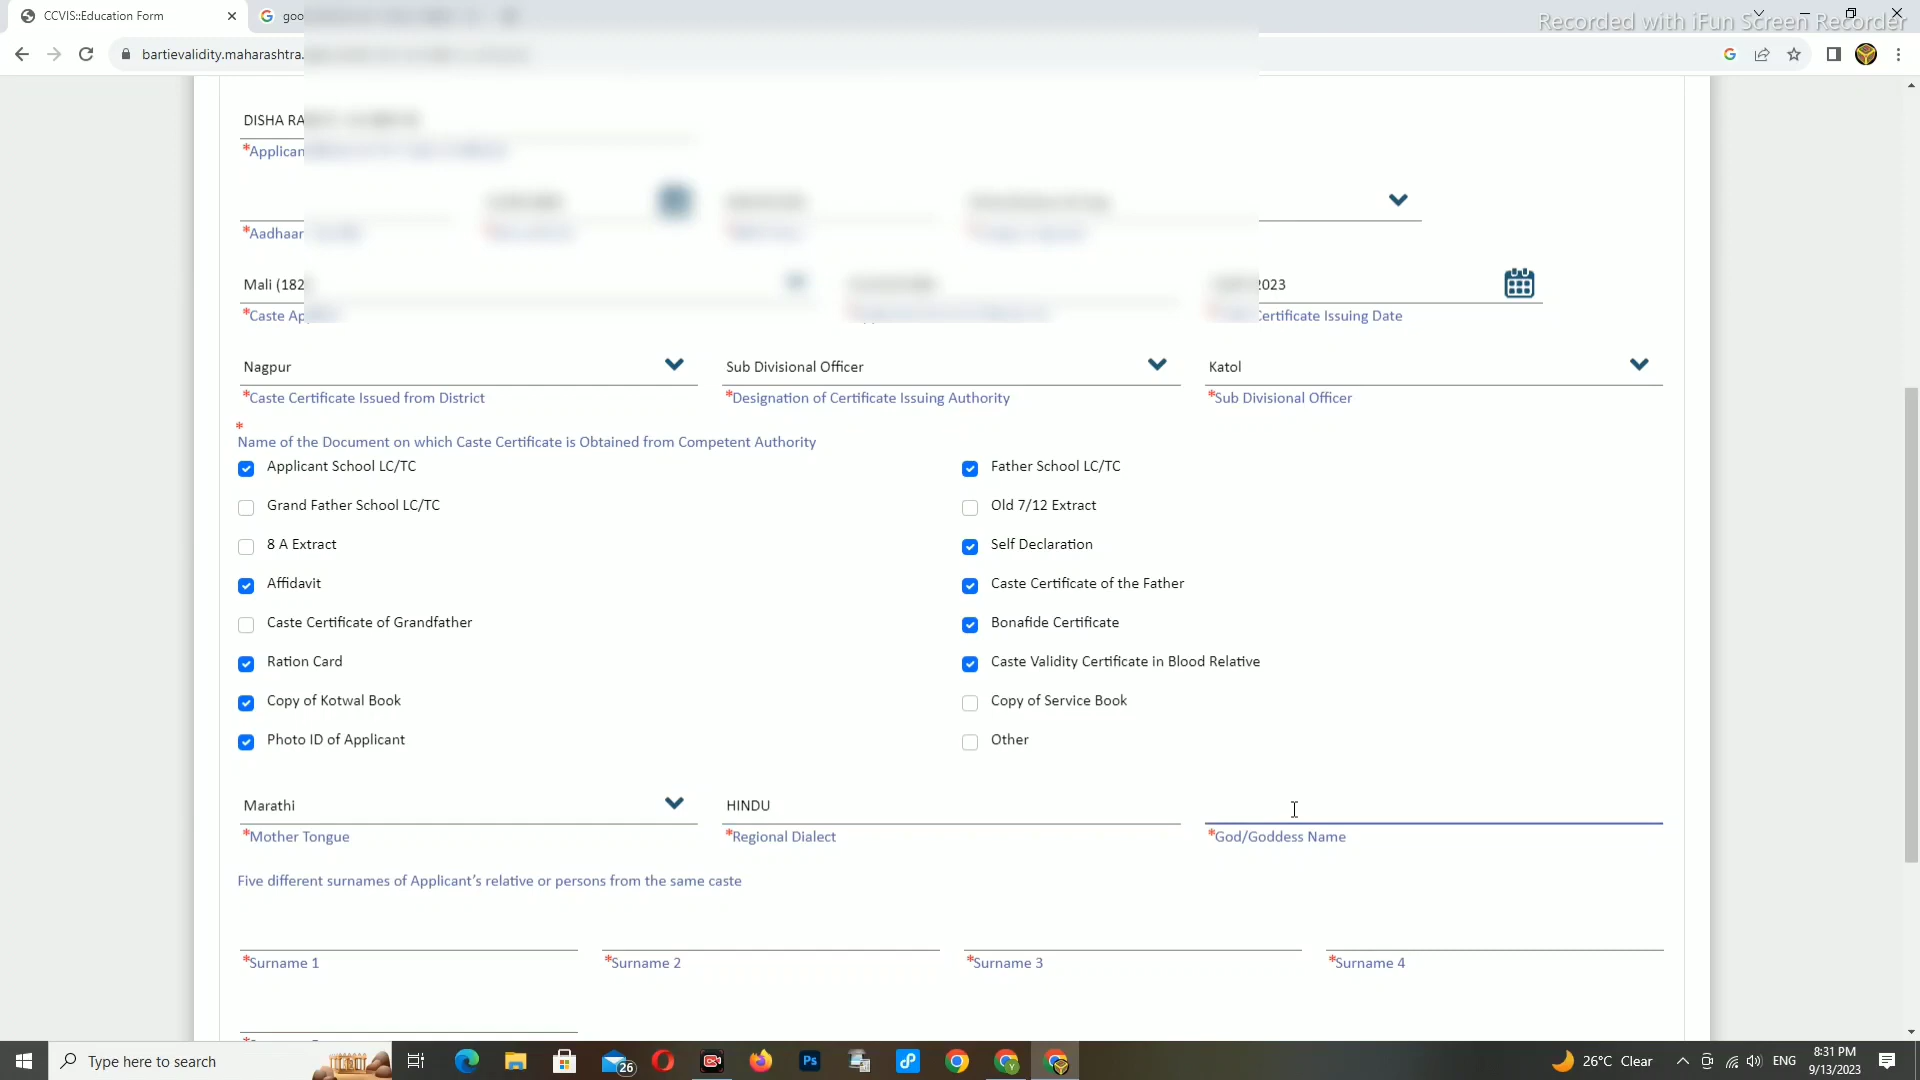 CCVIS::Education Form
goo
Recorded with iFun Screen Recorder
bartievalidity.maharashtra.
DISHA RA
*Applican
*Aadhaar
Mali (182
2023
*Caste Ap
Certificate Issuing Date
Nagpur Sub Divisional Officer Katol
*Caste Certificate Issued from District *Designation of Certificate Issuing Authority *Sub Divisional Officer
*
Name of the Document on which Caste Certificate is Obtained from Competent Authority
Applicant School LC/TC Father School LC/TC
Grand Father School LC/TC Old 7/12 Extract
8 A Extract Self Declaration
Affidavit Caste Certificate of the Father
Caste Certificate of Grandfather Bonafide Certificate
Ration Card Caste Validity Certificate in Blood Relative
Copy of Kotwal Book Copy of Service Book
Photo ID of Applicant Other
Marathi HINDU
*Mother Tongue *Regional Dialect *God/Goddess Name
Five different surnames of Applicant's relative or persons from the same caste
*Surname 1 *Surname 2 *Surname 3 *Surname 4
Type here to search 26 Ps 26°C Clear ENG 8:31 PM
9/13/2023